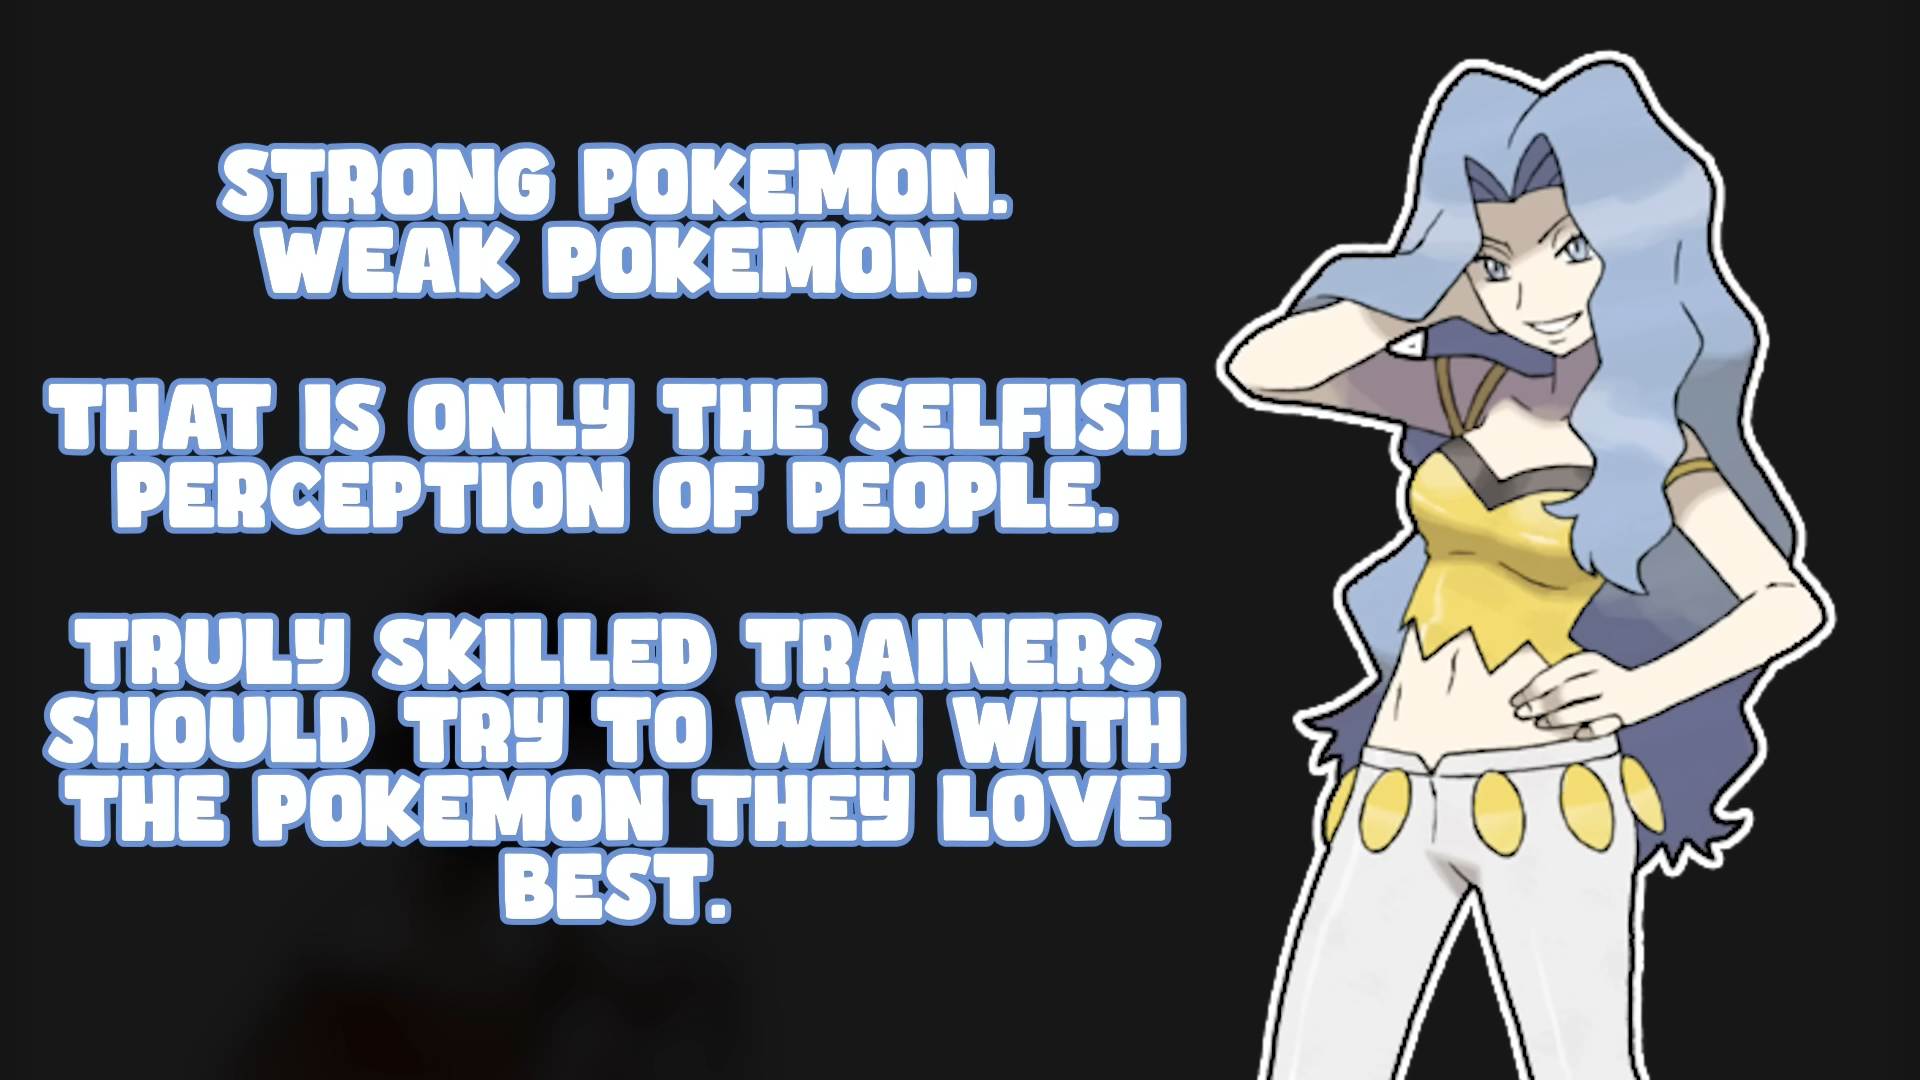 STRONG POKEMON.
WEAK POKEMON.
THAT IS ONLY THE SELFISH
PERCEPTION OF PEOPLE.
TRULY SKILLED TRAINERS
SHOULD TRY TO WIN WITH
THE POKEMON THEY LOVE
BEST.